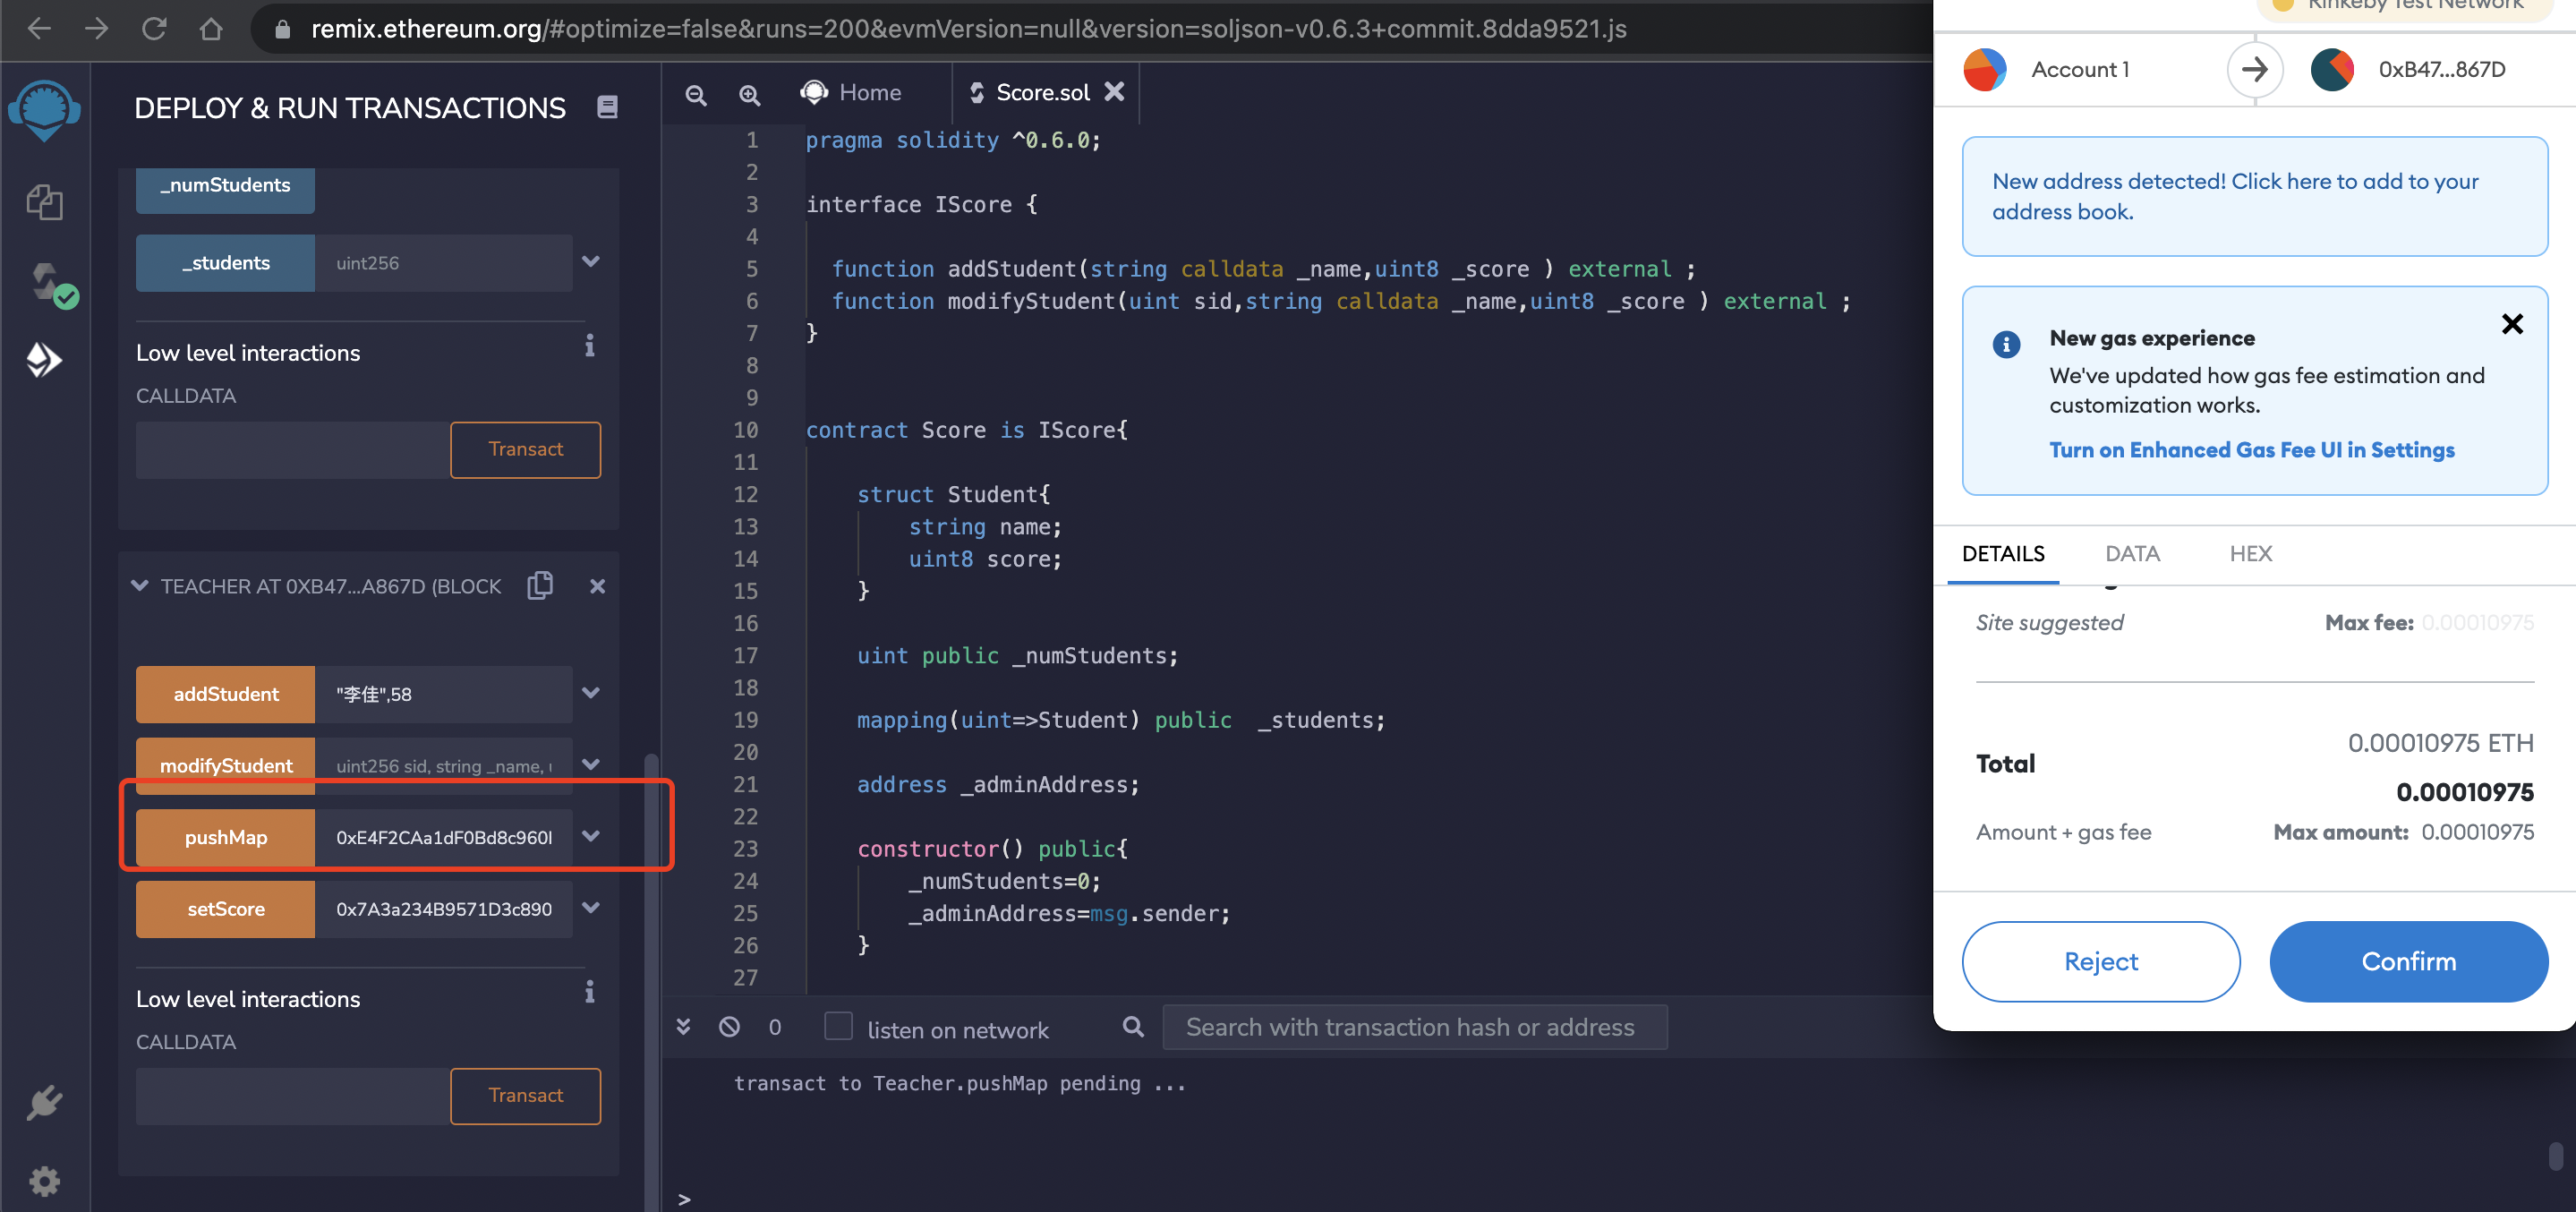 remix.ethereum.org/#optimize=false&runs=200&evmVersion=null&version=soljson-v0.6.3+commit.8dda9521.js
DEPLOY & RUN TRANSACTIONS
_numStudents
_students
uint256
Low level interactions
CALLDATA
Transact
TEACHER AT 0XB47...A867D (BLOCK
addStudent
"李佳",58
modifyStudent
uint256 sid, string _name,
pushMap
0xE4F2CAa1dF0Bd8c960
setScore
0x7A3a234B9571D3c890
Low level interactions
CALLDATA
Transact
Home
Score.sol
1 pragma solidity ^0.6.0;
2
3 interface IScore {
4
5 function addStudent(string calldata _name,uint8 _score ) external ;
6 function modifyStudent(uint sid,string calldata _name,uint8 _score ) external ;
7 }
8
9
10 contract Score is IScore{
11
12 struct Student{
13 string name;
14 uint8 score;
15 }
16
17 uint public _numStudents;
18
19 mapping(uint=>Student) public _students;
20
21 address _adminAddress;
22
23 constructor() public{
24 _numStudents=0;
25 _adminAddress=msg.sender;
26 }
27
0
listen on network
Search with transaction hash or address
transact to Teacher.pushMap pending ...
>
Rinkeby Test Network
Account 1
0xB47...867D
New address detected! Click here to add to your
address book.
New gas experience
We've updated how gas fee estimation and
customization works.
Turn on Enhanced Gas Fee UI in Settings
DETAILS DATA HEX
Site suggested
Max fee: 0.00010975
0.00010975 ETH
Total
0.00010975
Amount + gas fee
Max amount: 0.00010975
Reject
Confirm